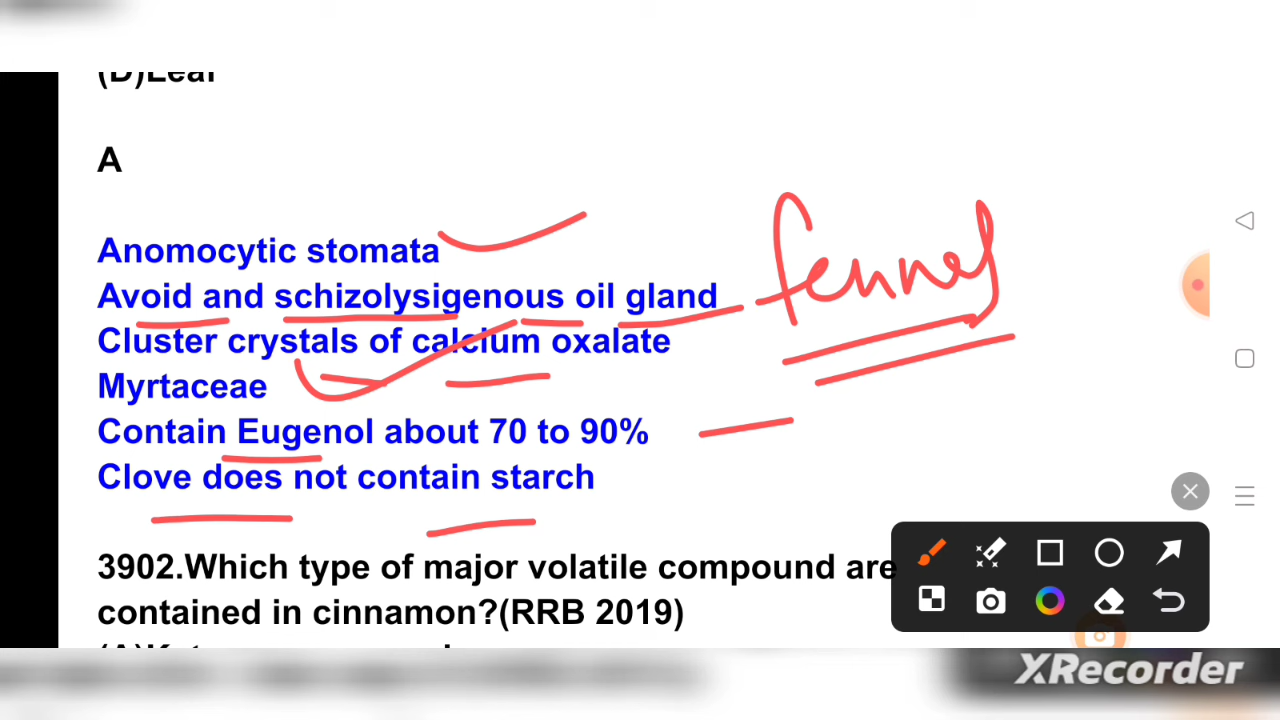 (D)Leaf
A
Anomocytic stomata
Avoid and schizolysigenous oil gland
fennel
Cluster crystals of calcium oxalate
Myrtaceae
Contain Eugenol about 70 to 90%
Clove does not contain starch
3902.Which type of major volatile compound are
contained in cinnamon?(RRB 2019)
XRecorder